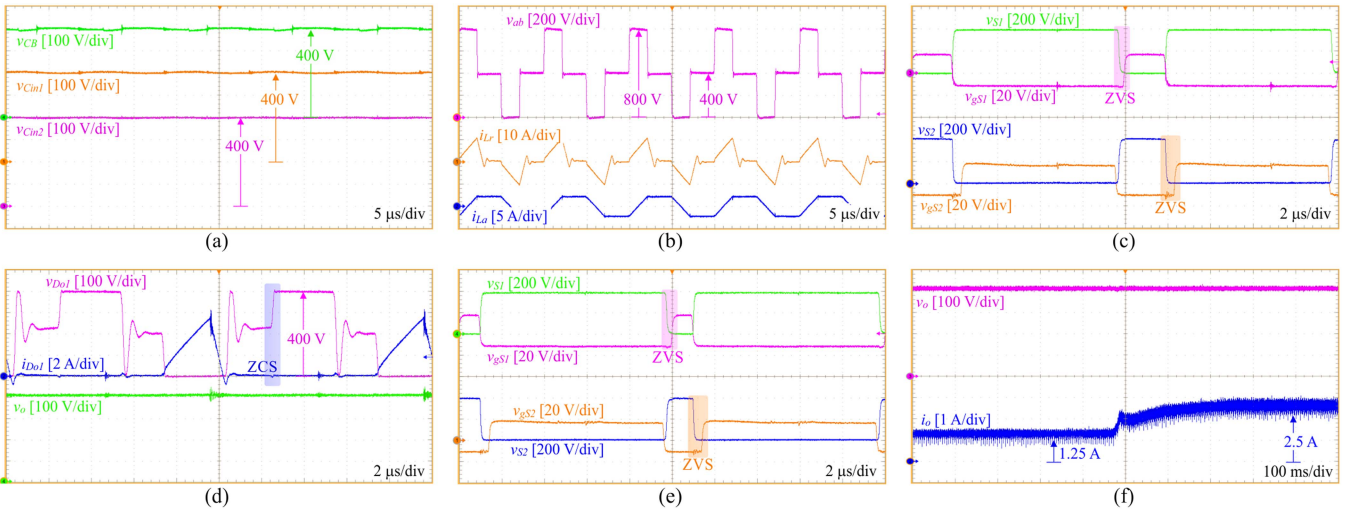 vCB [100 V/div]
400 V
vCin1 [100 V/div]
400 V
vCin2 [100 V/div]
400 V
5 μs/div
(a)
vab [200 V/div]
800 V
400 V
iLr [10 A/div]
iLa [5 A/div]
5 μs/div
(b)
vS1 [200 V/div]
vgS1 [20 V/div]
ZVS
vS2 [200 V/div]
vgS2 [20 V/div]
ZVS
2 μs/div
(c)
vDo1 [100 V/div]
400 V
iDo1 [2 A/div]
ZCS
vo [100 V/div]
2 μs/div
(d)
vS1 [200 V/div]
vgS1 [20 V/div]
ZVS
vgS2 [20 V/div]
vS2 [200 V/div]
ZVS
2 μs/div
(e)
vo [100 V/div]
io [1 A/div]
1.25 A
2.5 A
100 ms/div
(f)